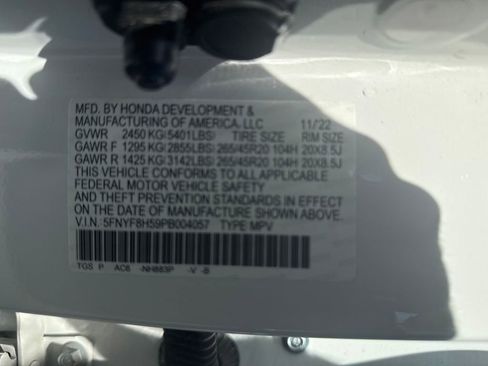 MFD. BY HONDA DEVELOPMENT &
MANUFACTURING OF AMERICA, LLC 11/22
GVWR 2450 KG(5401LBS) TIRE SIZE RIM SIZE
GAWR F 1295 KG(2855LBS) 265/45R20 104H 20X8.5J
GAWR R 1425 KG(3142LBS) 265/45R20 104H 20X8.5J
THIS VEHICLE CONFORMS TO ALL APPLICABLE
FEDERAL MOTOR VEHICLE SAFETY
AND THEFT PREVENTION STANDARDS IN EFFECT
ON THE DATE OF MANUFACTURE SHOWN ABOVE.
V.I.N.: 5FNYF8H59PB004057 TYPE MPV
TGS P AC6 -NH883P -V -B